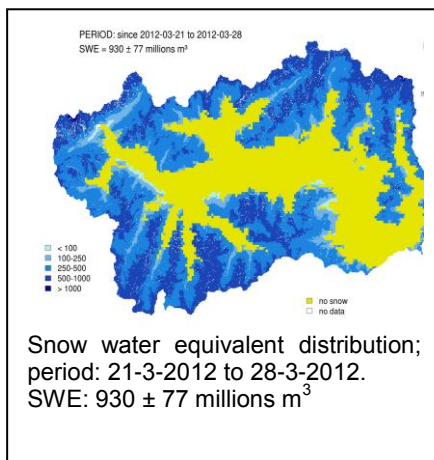 PERIOD: since 2012-03-21 to 2012-03-28
SWE = 930 ± 77 millions m³
< 100
100-250
250-500
500-1000
> 1000
no snow
no data
Snow water equivalent distribution;
period: 21-3-2012 to 28-3-2012.
SWE: 930 ± 77 millions m³